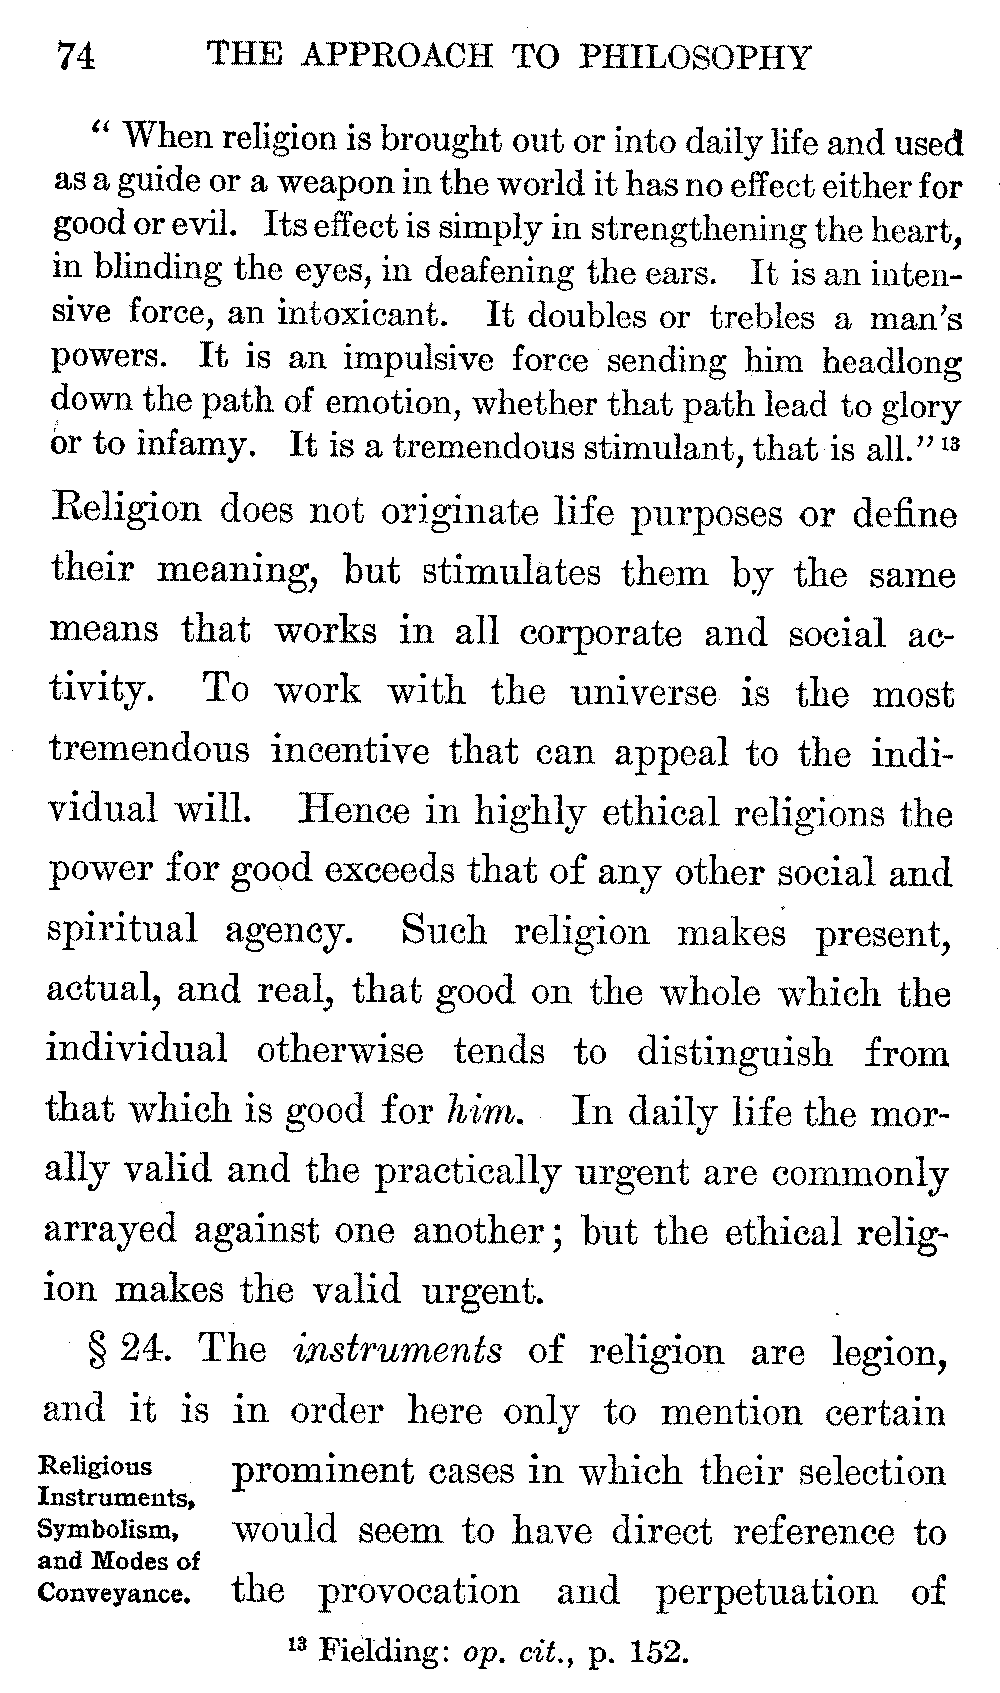 74 THE APPROACH TO PHILOSOPHY
“ When religion is brought out or into daily life and used
as a guide or a weapon in the world it has no effect either for
good or evil. Its effect is simply in strengthening the heart,
in blinding the eyes, in deafening the ears. It is an inten-
sive force, an intoxicant. It doubles or trebles a man's
powers. It is an impulsive force sending him headlong
down the path of emotion, whether that path lead to glory
or to infamy. It is a tremendous stimulant, that is all.” ¹³
Religion does not originate life purposes or define
their meaning, but stimulates them by the same
means that works in all corporate and social ac-
tivity. To work with the universe is the most
tremendous incentive that can appeal to the indi-
vidual will. Hence in highly ethical religions the
power for good exceeds that of any other social and
spiritual agency. Such religion makes present,
actual, and real, that good on the whole which the
individual otherwise tends to distinguish from
that which is good for him. In daily life the mor-
ally valid and the practically urgent are commonly
arrayed against one another; but the ethical relig-
ion makes the valid urgent.
§ 24. The instruments of religion are legion,
and it is in order here only to mention certain
Religious
Instruments,
Symbolism,
and Modes of
Conveyance.
prominent cases in which their selection
would seem to have direct reference to
the provocation and perpetuation of
¹³ Fielding: op. cit., p. 152.